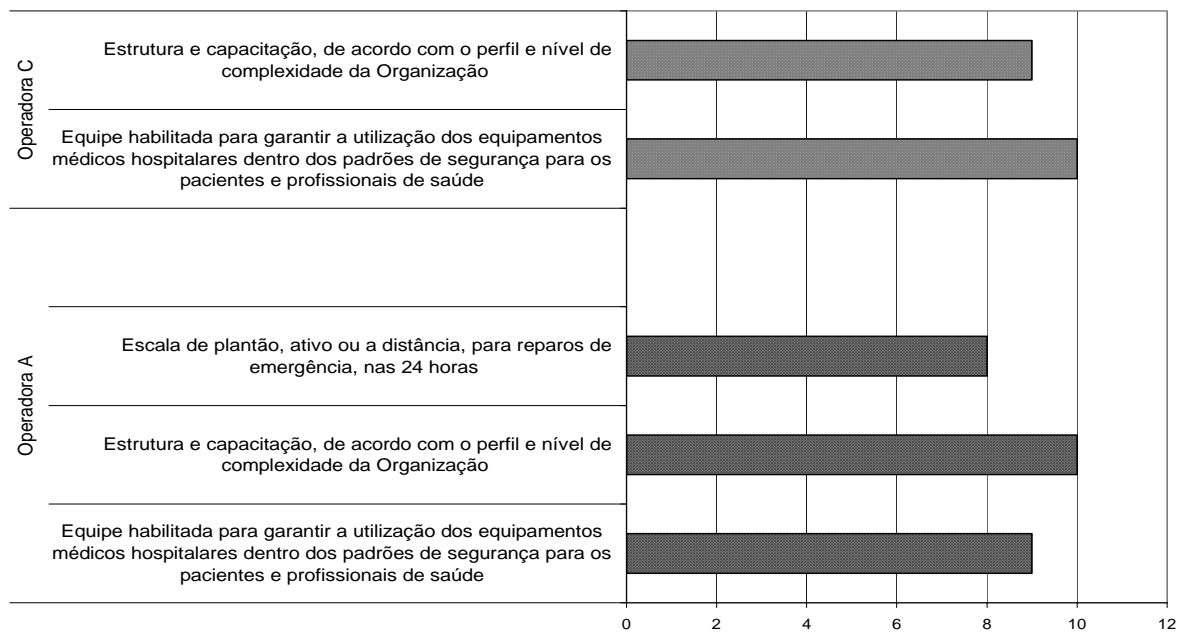 Operadora C
Estrutura e capacitação, de acordo com o perfil e nível de
complexidade da Organização
Equipe habilitada para garantir a utilização dos equipamentos
médicos hospitalares dentro dos padrões de segurança para os
pacientes e profissionais de saúde
Operadora A
Escala de plantão, ativo ou a distância, para reparos de
emergência, nas 24 horas
Estrutura e capacitação, de acordo com o perfil e nível de
complexidade da Organização
Equipe habilitada para garantir a utilização dos equipamentos
médicos hospitalares dentro dos padrões de segurança para os
pacientes e profissionais de saúde
0 2 4 6 8 10 12